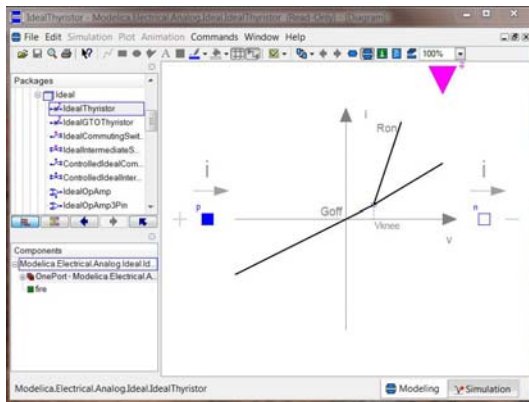 IdealThyristor - Modelica.Electrical.Analog.Ideal.IdealThyristor (Read-Only) - [Diagram]
File Edit Simulation Plot Animation Commands Window Help
100%
Packages
Ideal
IdealThyristor
IdealGTOThyristor
IdealCommutingSwit...
IdealIntermediateS...
ControlledIdealCom...
ControlledIdealInter...
IdealOpAmp
IdealOpAmp3Pin
Components
Modelica.Electrical.Analog.Ideal.Id...
OnePort - Modelica.Electrical.A...
fire
i
Ron
i
i
p
Goff
Vknee
n
v
Modelica.Electrical.Analog.Ideal.IdealThyristor
Modeling
Simulation